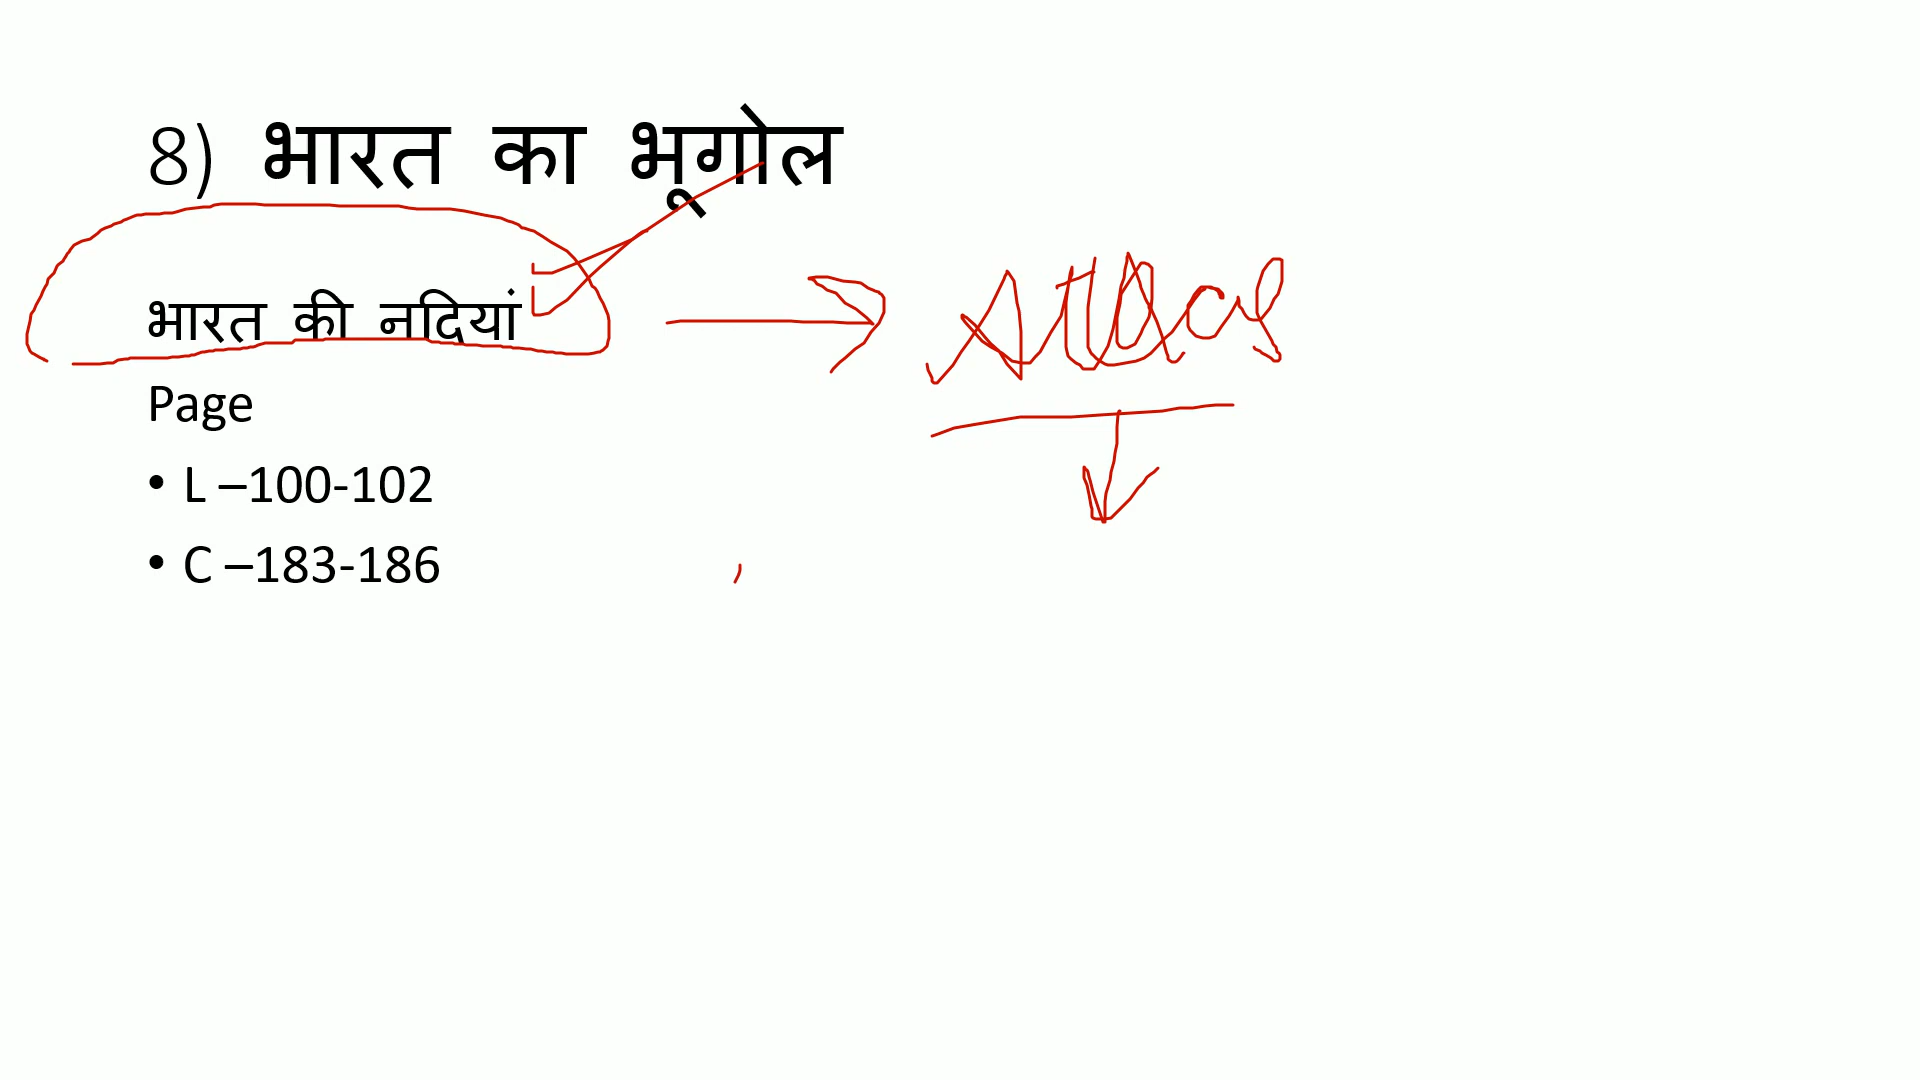 8) भारत का भूगोल
भारत की नदियां
Atlas
Page
• L –100-102
• C –183-186